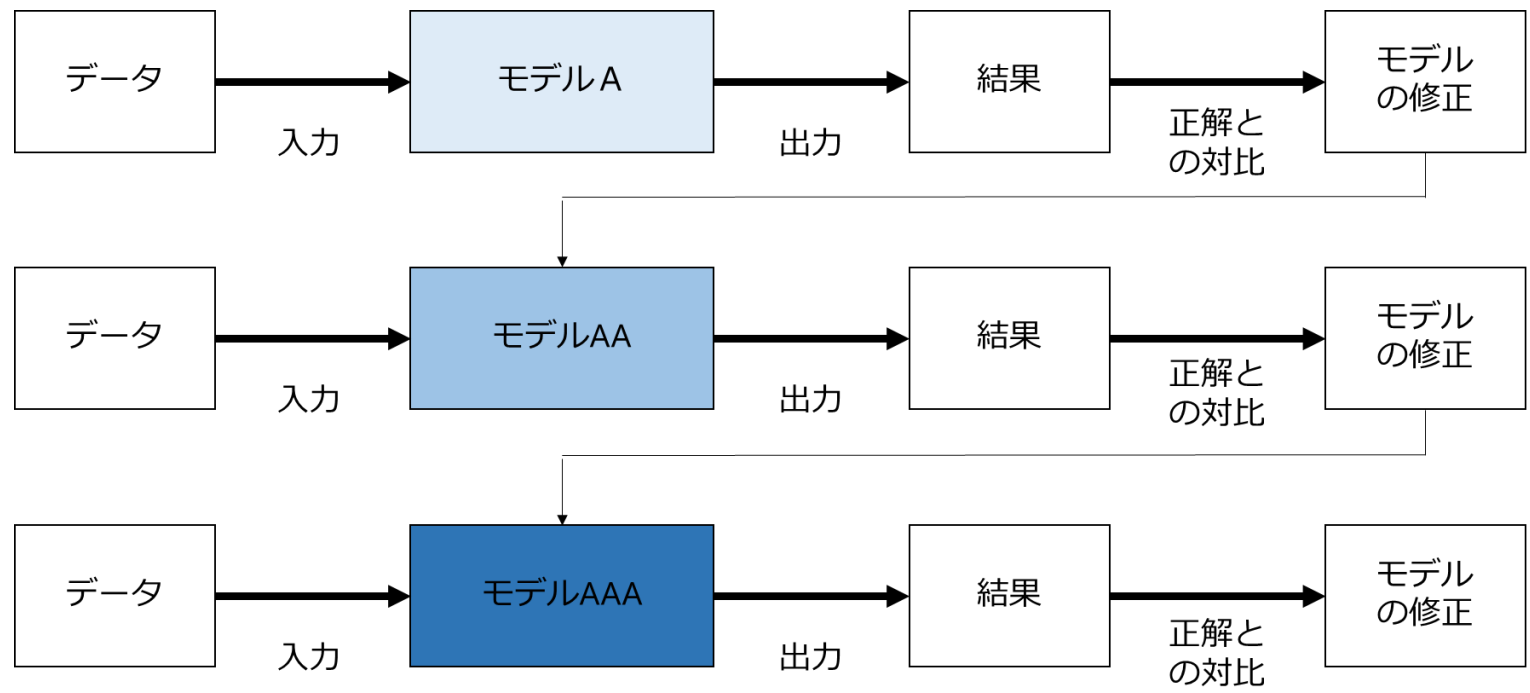 データ
モデル A
結果
モデル
の修正
入力
出力
正解と
の対比
データ
モデルAA
結果
モデル
の修正
入力
出力
正解と
の対比
データ
モデルAAA
結果
モデル
の修正
入力
出力
正解と
の対比